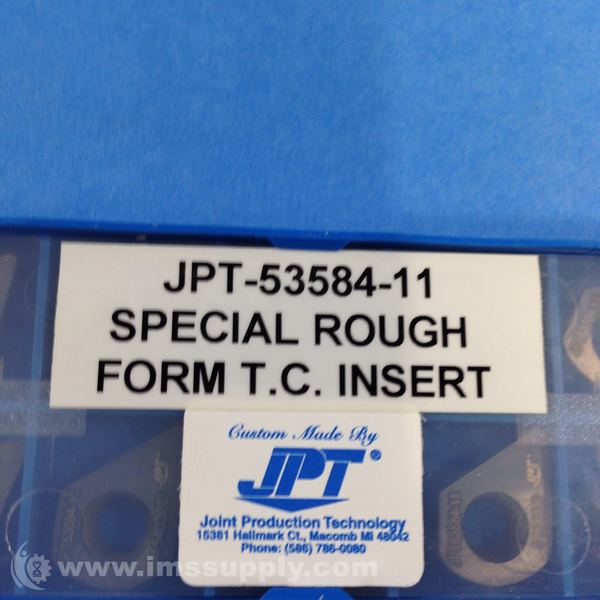 JPT-53584-11
SPECIAL ROUGH
FORM T.C. INSERT
Custom Made By
JPT®
Joint Production Technology
15381 Hallmark Ct., Macomb Mi 48042
Phone: (586) 786-0080
JPT
www.imssupply.com